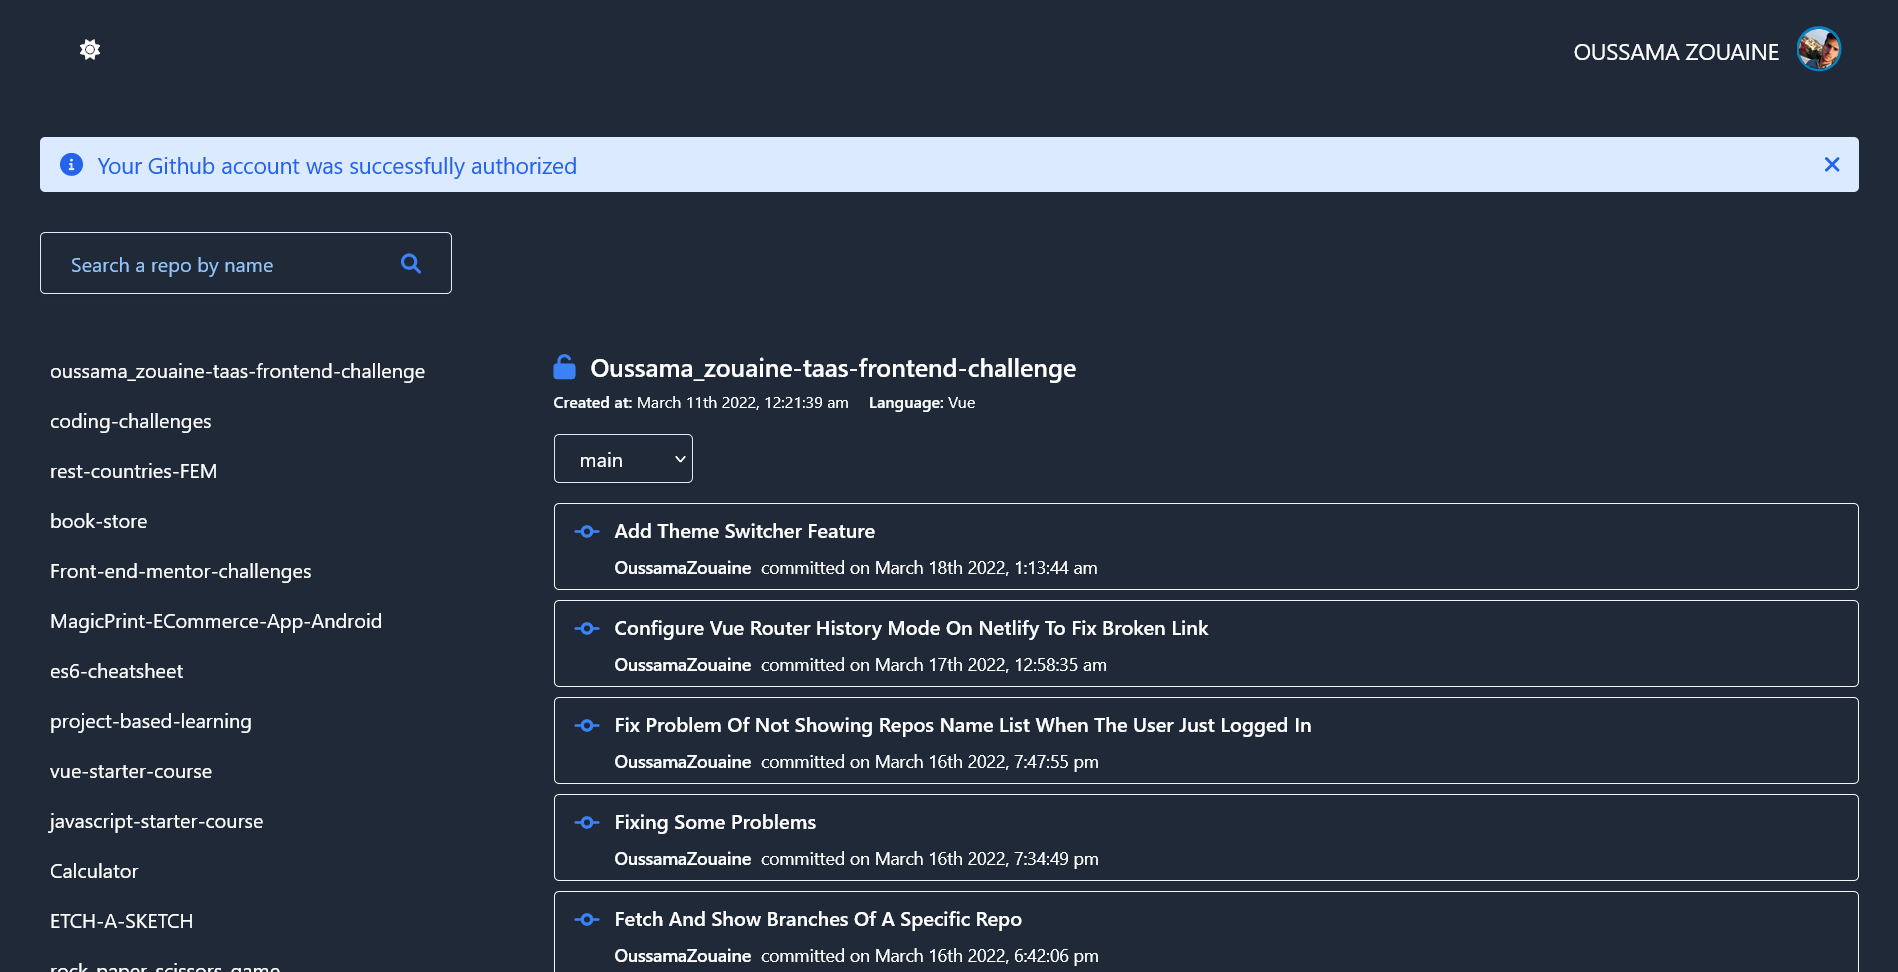 OUSSAMA ZOUAINE
Your Github account was successfully authorized
Search a repo by name
oussama_zouaine-taas-frontend-challenge
coding-challenges
rest-countries-FEM
book-store
Front-end-mentor-challenges
MagicPrint-ECommerce-App-Android
es6-cheatsheet
project-based-learning
vue-starter-course
javascript-starter-course
Calculator
ETCH-A-SKETCH
rock-paper-scissors-game
Oussama_zouaine-taas-frontend-challenge
Created at: March 11th 2022, 12:21:39 am Language: Vue
main
Add Theme Switcher Feature
OussamaZouaine committed on March 18th 2022, 1:13:44 am
Configure Vue Router History Mode On Netlify To Fix Broken Link
OussamaZouaine committed on March 17th 2022, 12:58:35 am
Fix Problem Of Not Showing Repos Name List When The User Just Logged In
OussamaZouaine committed on March 16th 2022, 7:47:55 pm
Fixing Some Problems
OussamaZouaine committed on March 16th 2022, 7:34:49 pm
Fetch And Show Branches Of A Specific Repo
OussamaZouaine committed on March 16th 2022, 6:42:06 pm